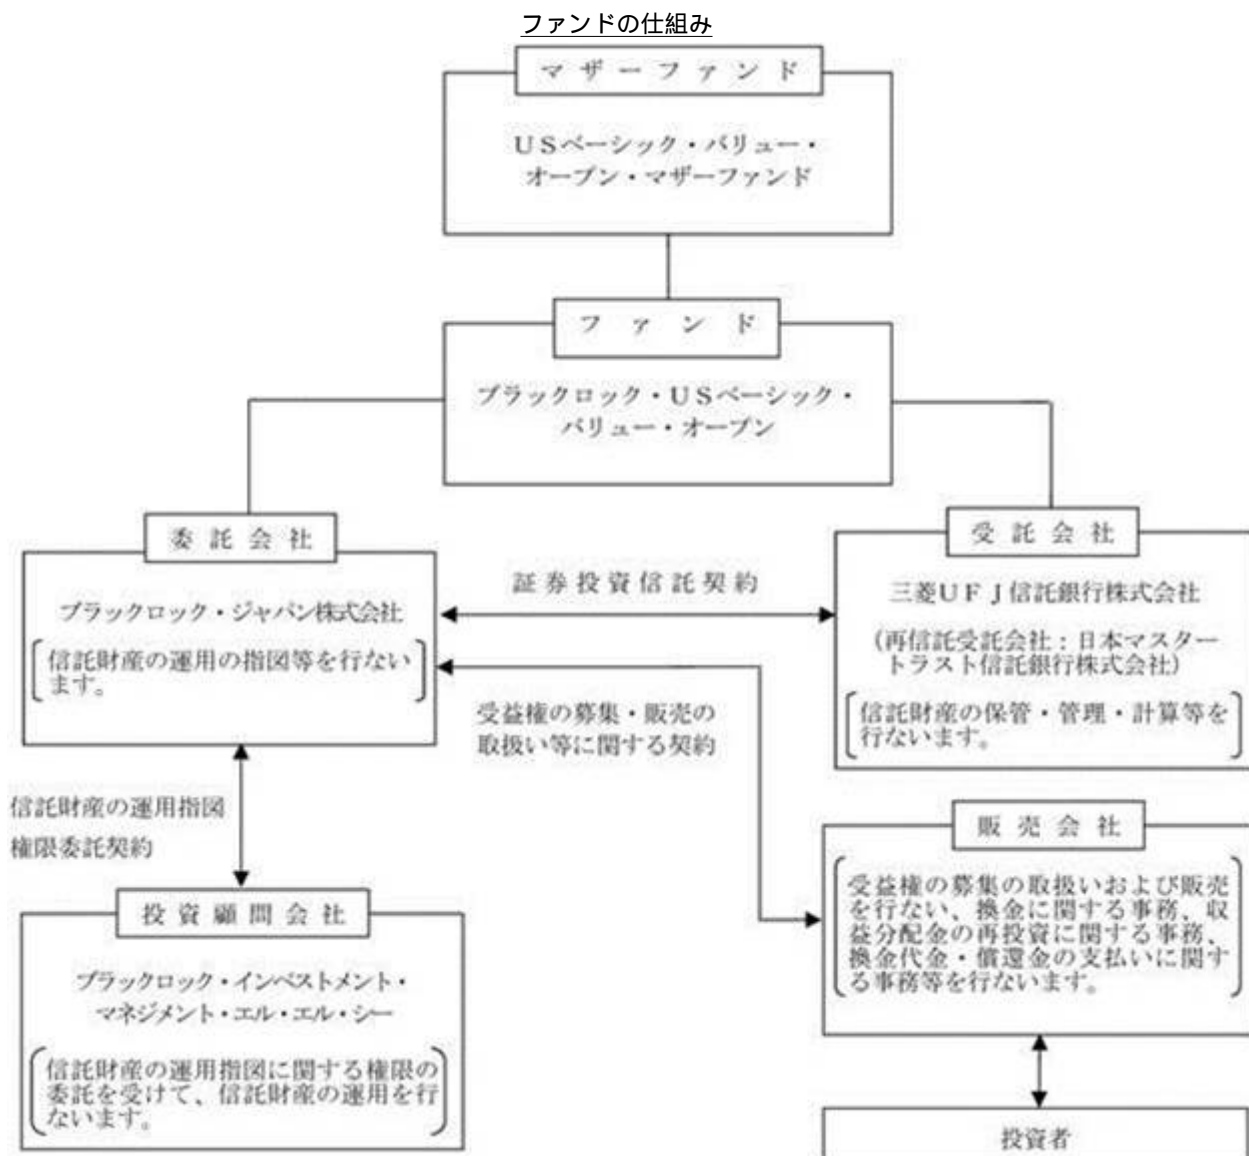 ファンドの仕組み
マザーファンド
USベーシック・バリュー・
オープン・マザーファンド
ファンド
ブラックロック・USベーシック・
バリュー・オープン
委託会社
ブラックロック・ジャパン株式会社
信託財産の運用の指図等を行ない
ます。
証券投資信託契約
受託会社
三菱UFJ信託銀行株式会社
(再信託受託会社:日本マスター
トラスト信託銀行株式会社)
信託財産の保管・管理・計算等を
行ないます。
受益権の募集・販売の
取扱い等に関する契約
信託財産の運用指図
権限委託契約
販売会社
受益権の募集の取扱いおよび販売
を行ない、換金に関する事務、収
益分配金の再投資に関する事務、
換金代金・償還金の支払いに関す
る事務等を行ないます。
投資顧問会社
ブラックロック・インベストメント・
マネジメント・エル・エル・シー
信託財産の運用指図に関する権限の
委託を受けて、信託財産の運用を行
ないます。
投資者